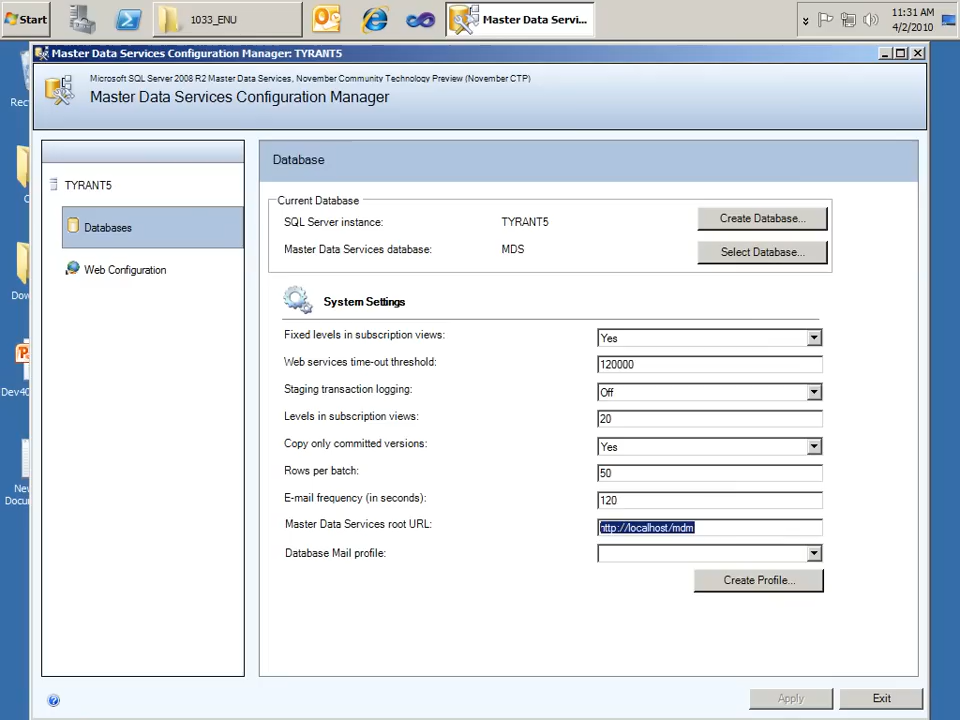 Start
1033_ENU
Master Data Servi...
11:31 AM
4/2/2010
Master Data Services Configuration Manager: TYRANT5
Microsoft SQL Server 2008 R2 Master Data Services, November Community Technology Preview (November CTP)
Master Data Services Configuration Manager
TYRANT5
Databases
Web Configuration
Database
Current Database
SQL Server instance: TYRANT5
Create Database...
Master Data Services database: MDS
Select Database...
System Settings
Fixed levels in subscription views: Yes
Web services time-out threshold: 120000
Staging transaction logging: Off
Levels in subscription views: 20
Copy only committed versions: Yes
Rows per batch: 50
E-mail frequency (in seconds): 120
Master Data Services root URL: http://localhost/mdm
Database Mail profile:
Create Profile...
Apply
Exit
Rec
Dow
Dev40
New
Docum